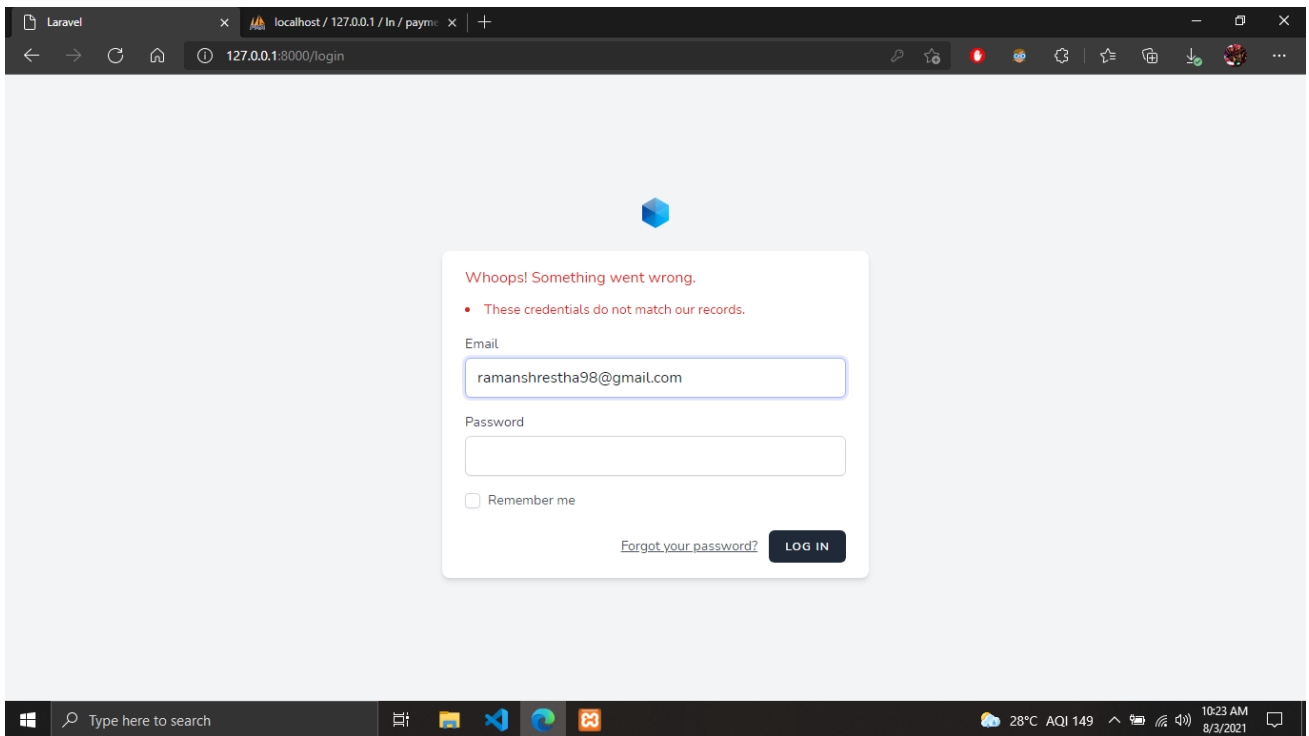 Laravel
localhost / 127.0.0.1 / ln / payme
127.0.0.1:8000/login
Whoops! Something went wrong.
These credentials do not match our records.
Email
ramanshrestha98@gmail.com
Password
Remember me
Forgot your password? LOG IN
Type here to search
28°C AQI 149
10:23 AM
8/3/2021